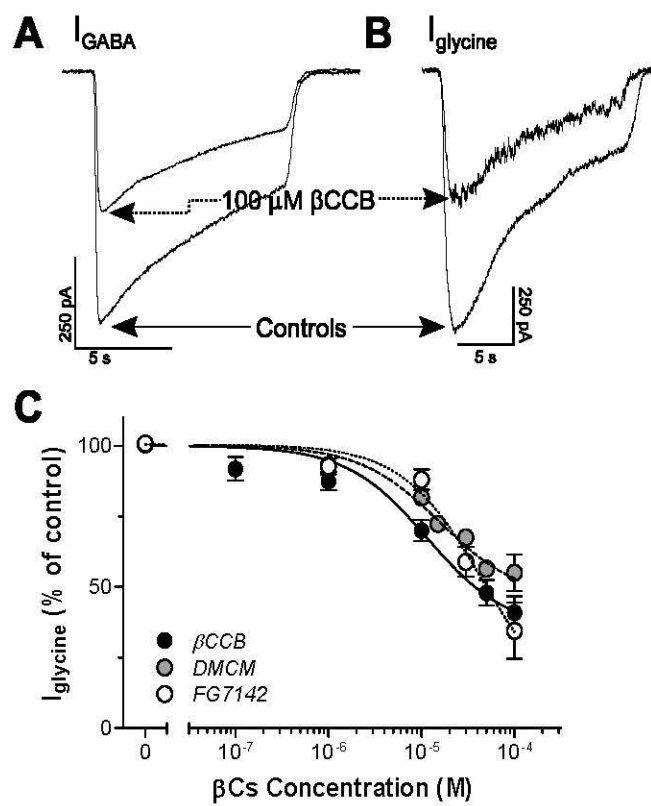 A
I_GABA
B
I_glycine
100 μM βCCB
250 pA
5 s
Controls
250 pA
5 s
C
I_glycine (% of control)
100
50
0
βCCB
DMCM
FG7142
0
10^-7
10^-6
10^-5
10^-4
βCs Concentration (M)